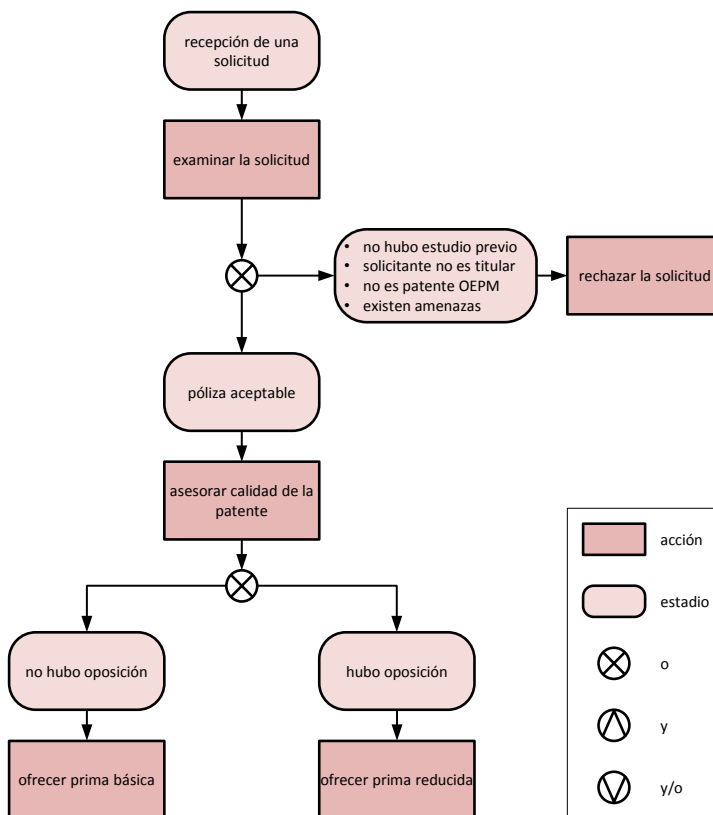 recepción de una
solicitud
examinar la solicitud
• no hubo estudio previo
• solicitante no es titular
• no es patente OEPM
• existen amenazas
rechazar la solicitud
póliza aceptable
asesorar calidad de la
patente
no hubo oposición
hubo oposición
ofrecer prima básica
ofrecer prima reducida
acción
estadio
o
y
y/o